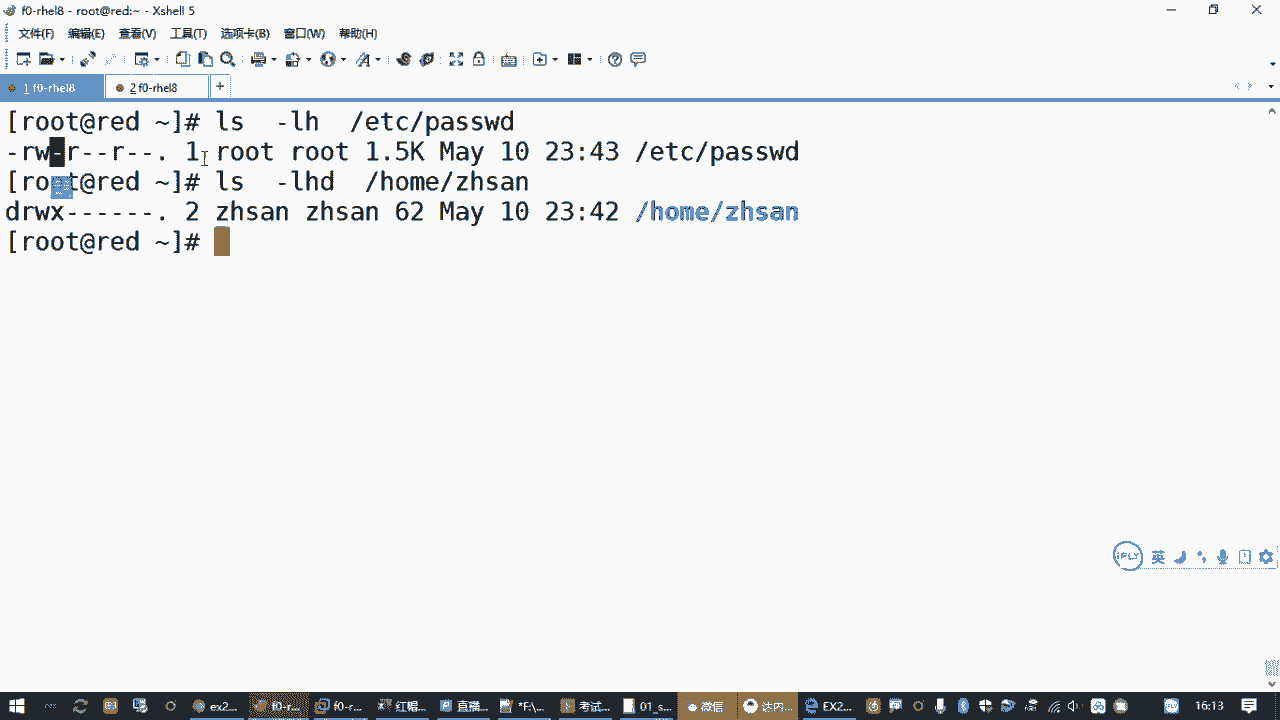 f0-rhel8 - root@red:~ - Xshell 5
文件(F) 编辑(E) 查看(V) 工具(T) 选项卡(B) 窗口(W) 帮助(H)
1 f0-rhel8 2 f0-rhel8 +
[root@red ~]# ls  -lh  /etc/passwd
-rw-r--r--. 1 root root 1.5K May 10 23:43 /etc/passwd
[root@red ~]# ls  -lhd  /home/zhsan
drwx------. 2 zhsan zhsan 62 May 10 23:42 /home/zhsan
[root@red ~]#
iFLY 英
ex2... f0-r... f0-r... 红帽... 直播... *F:\... 考试... 01_s... 微信 达内... EX2... 16:13